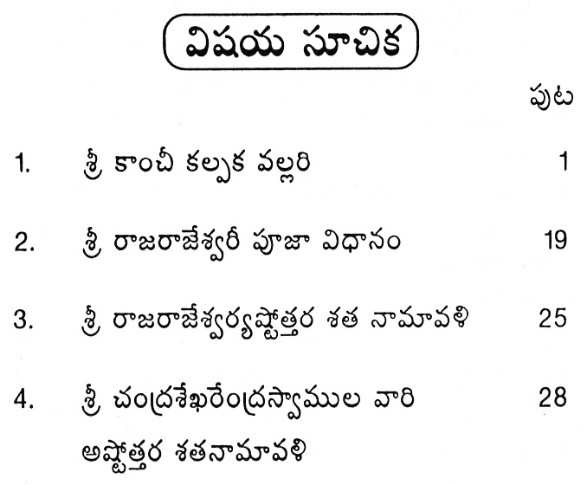 విషయ సూచిక
పుట
1. శ్రీ కాంచీ కల్పక వల్లరి 1
2. శ్రీ రాజరాజేశ్వరీ పూజా విధానం 19
3. శ్రీ రాజరాజేశ్వర్యష్టోత్తర శత నామావళి 25
4. శ్రీ చంద్రశేఖరేంద్రస్వాముల వారి 28
అష్టోత్తర శతనామావళి